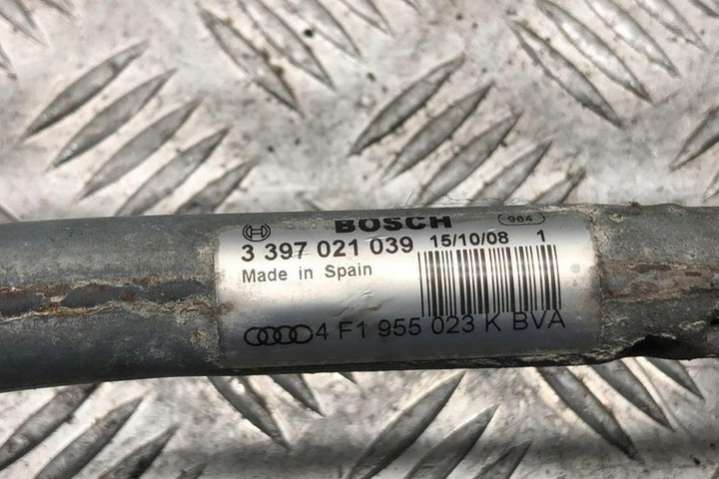 BOSCH 984
3 397 021 039 15/10/08 1
Made in Spain
4 F1 955 023 K BVA